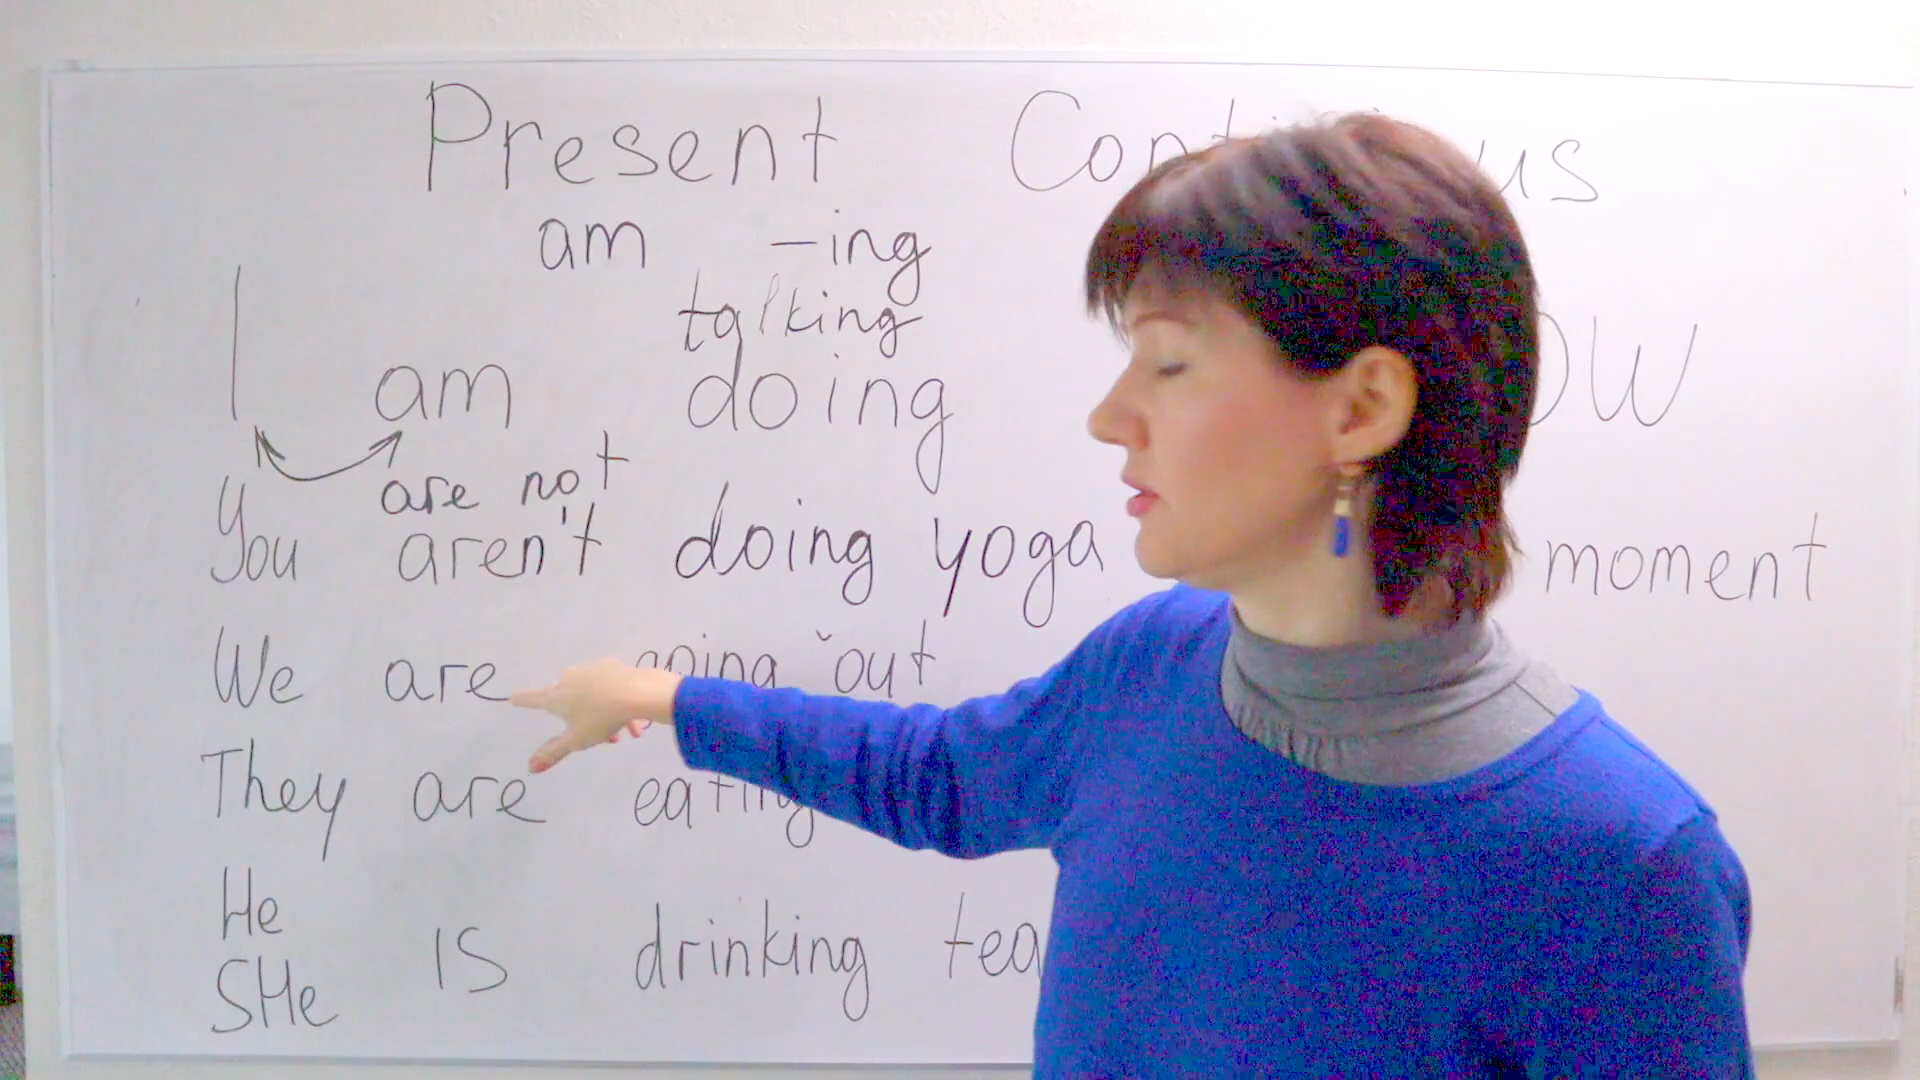 Present Continuous
am -ing
talking
I am doing
are not
You aren't doing yoga moment
We are going out
They are eating
He
is drinking tea
SHe